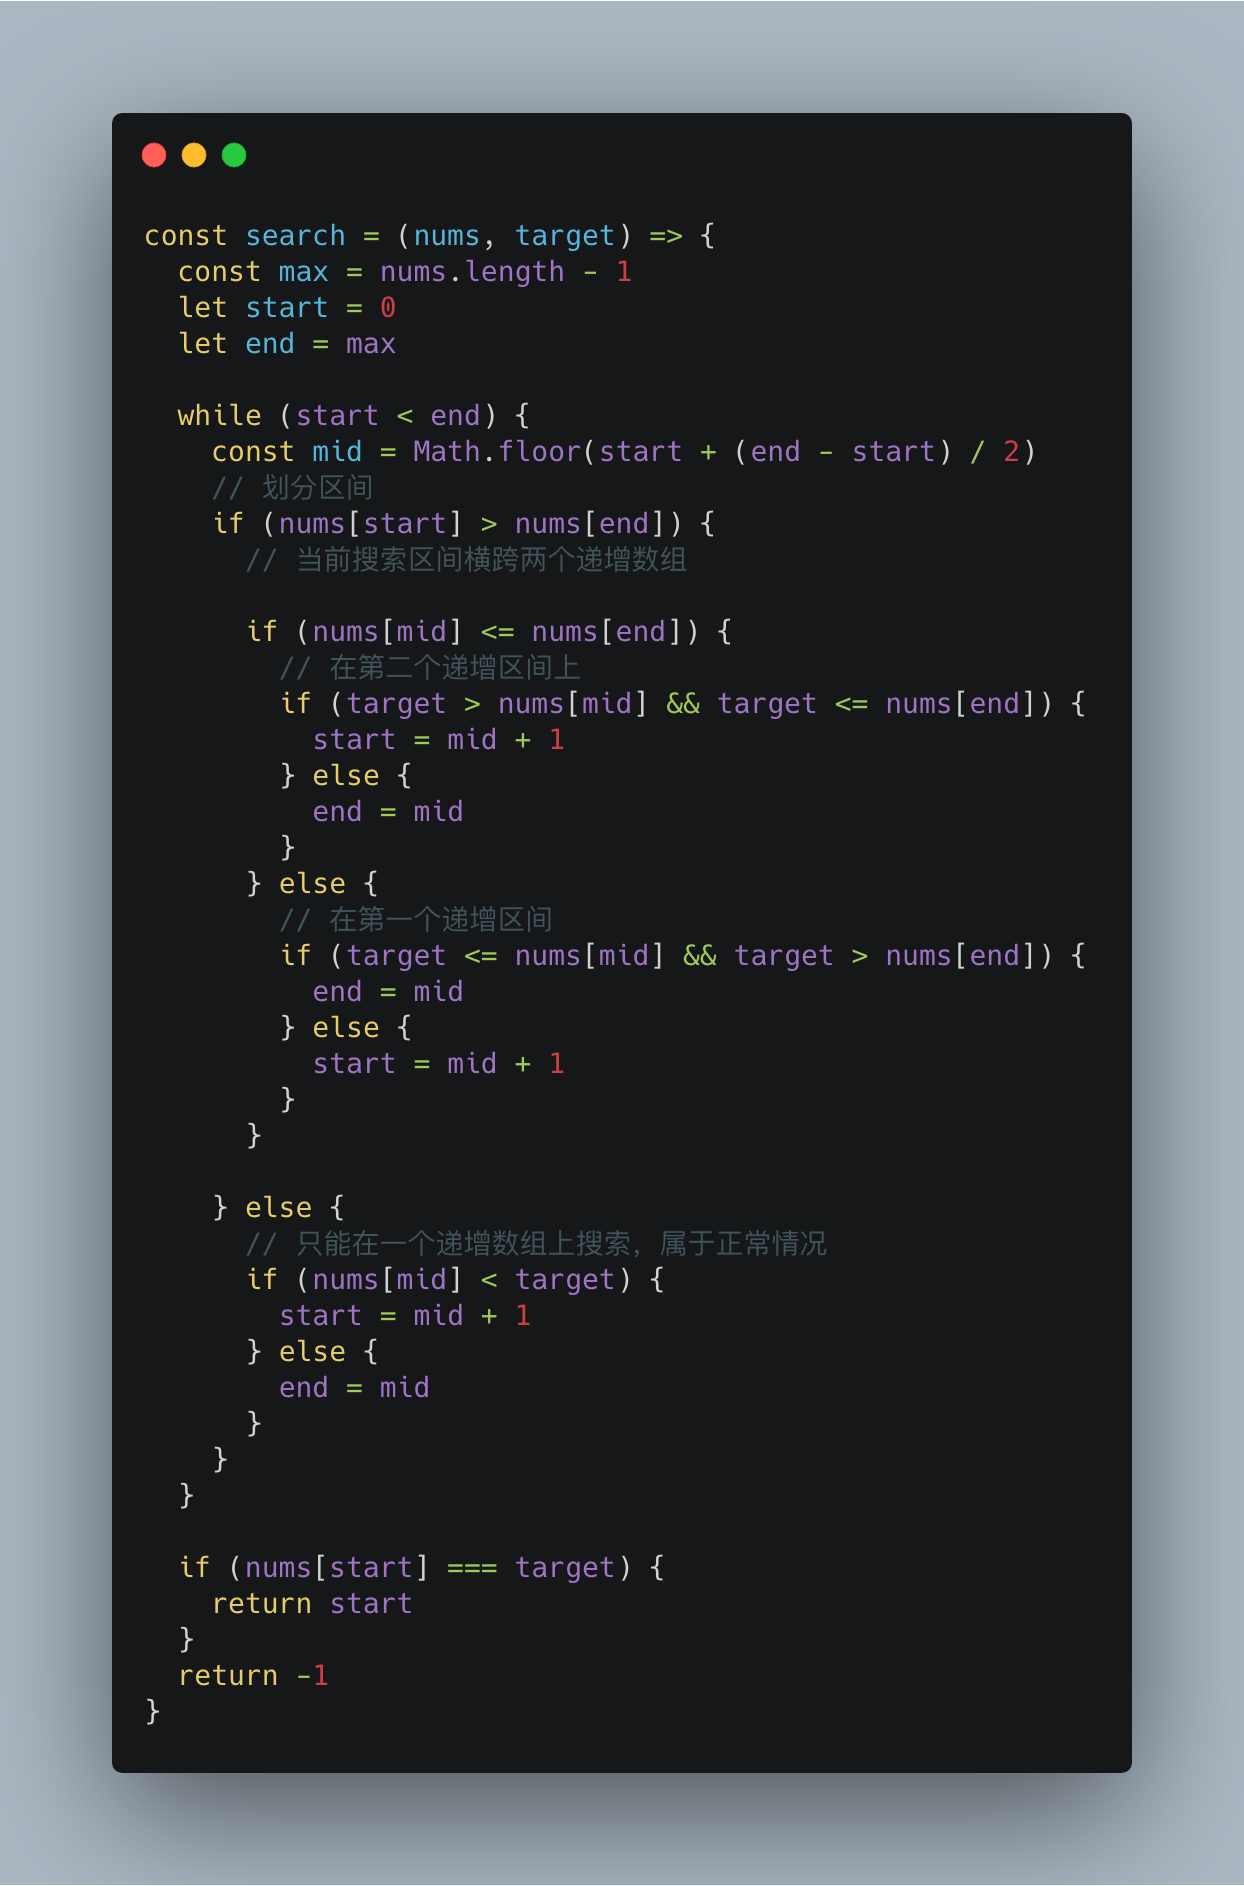 const search = (nums, target) => {
  const max = nums.length - 1
  let start = 0
  let end = max

  while (start < end) {
    const mid = Math.floor(start + (end - start) / 2)
    // 划分区间
    if (nums[start] > nums[end]) {
      // 当前搜索区间横跨两个递增数组

      if (nums[mid] <= nums[end]) {
        // 在第二个递增区间上
        if (target > nums[mid] && target <= nums[end]) {
          start = mid + 1
        } else {
          end = mid
        }
      } else {
        // 在第一个递增区间
        if (target <= nums[mid] && target > nums[end]) {
          end = mid
        } else {
          start = mid + 1
        }
      }

    } else {
      // 只能在一个递增数组上搜索，属于正常情况
      if (nums[mid] < target) {
        start = mid + 1
      } else {
        end = mid
      }
    }
  }

  if (nums[start] === target) {
    return start
  }
  return -1
}